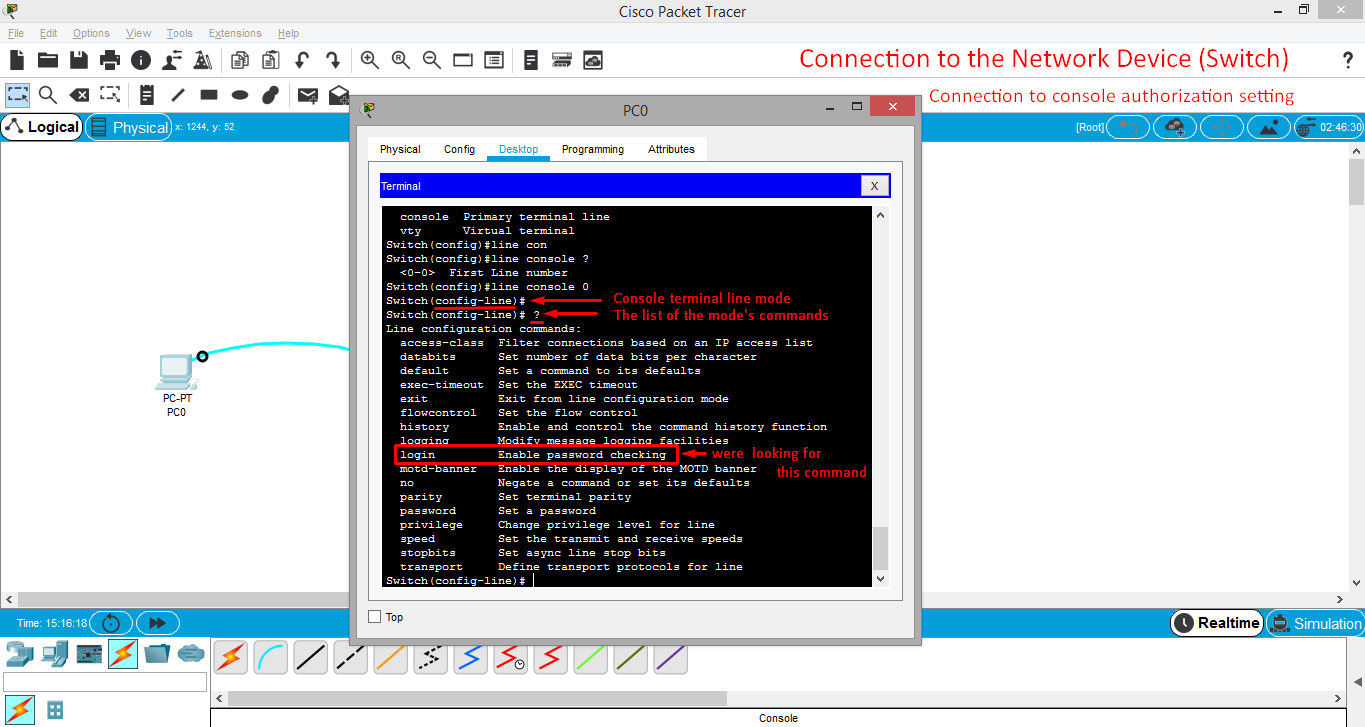 Cisco Packet Tracer
File Edit Options View Tools Extensions Help
Connection to the Network Device (Switch)
?
Connection to console authorization setting
Logical
Physical
x: 1244, y: 52
[Root]
02:46:30
PC0
Physical Config Desktop Programming Attributes
Terminal
X
console Primary terminal line
vty Virtual terminal
Switch(config)#line con
Switch(config)#line console ?
<0-0> First Line number
Switch(config)#line console 0
Switch(config-line)#
Console terminal line mode
Switch(config-line)# ?
The list of the mode's commands
Line configuration commands:
access-class Filter connections based on an IP access list
databits Set number of data bits per character
default Set a command to its defaults
exec-timeout Set the EXEC timeout
exit Exit from line configuration mode
flowcontrol Set the flow control
history Enable and control the command history function
logging Modify message logging facilities
login Enable password checking
were looking for
this command
motd-banner Enable the display of the MOTD banner
no Negate a command or set its defaults
parity Set terminal parity
password Set a password
privilege Change privilege level for line
speed Set the transmit and receive speeds
stopbits Set async line stop bits
transport Define transport protocols for line
Switch(config-line)#
PC-PT
PC0
Top
Time: 15:16:18
Realtime
Simulation
Console